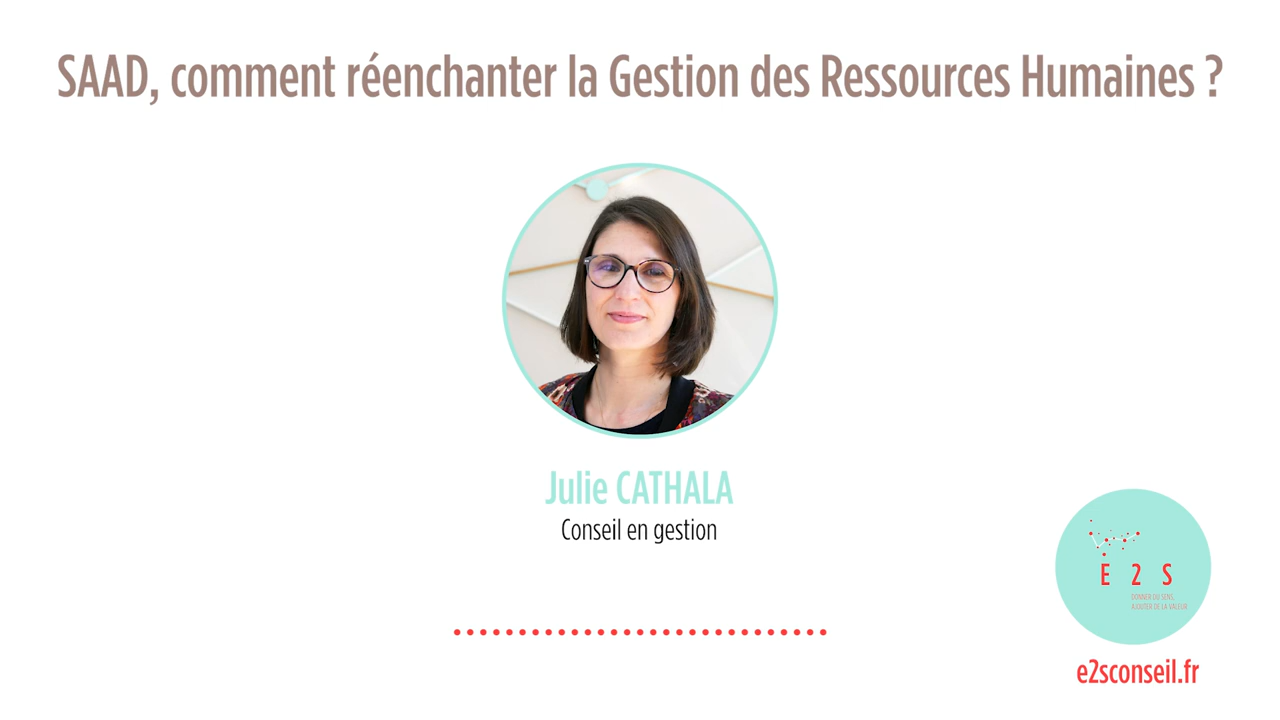 SAAD, comment réenchanter la Gestion des Ressources Humaines ?
Julie CATHALA
Conseil en gestion
E 2 S
DONNER DU SENS,
AJOUTER DE LA VALEUR
e2sconseil.fr